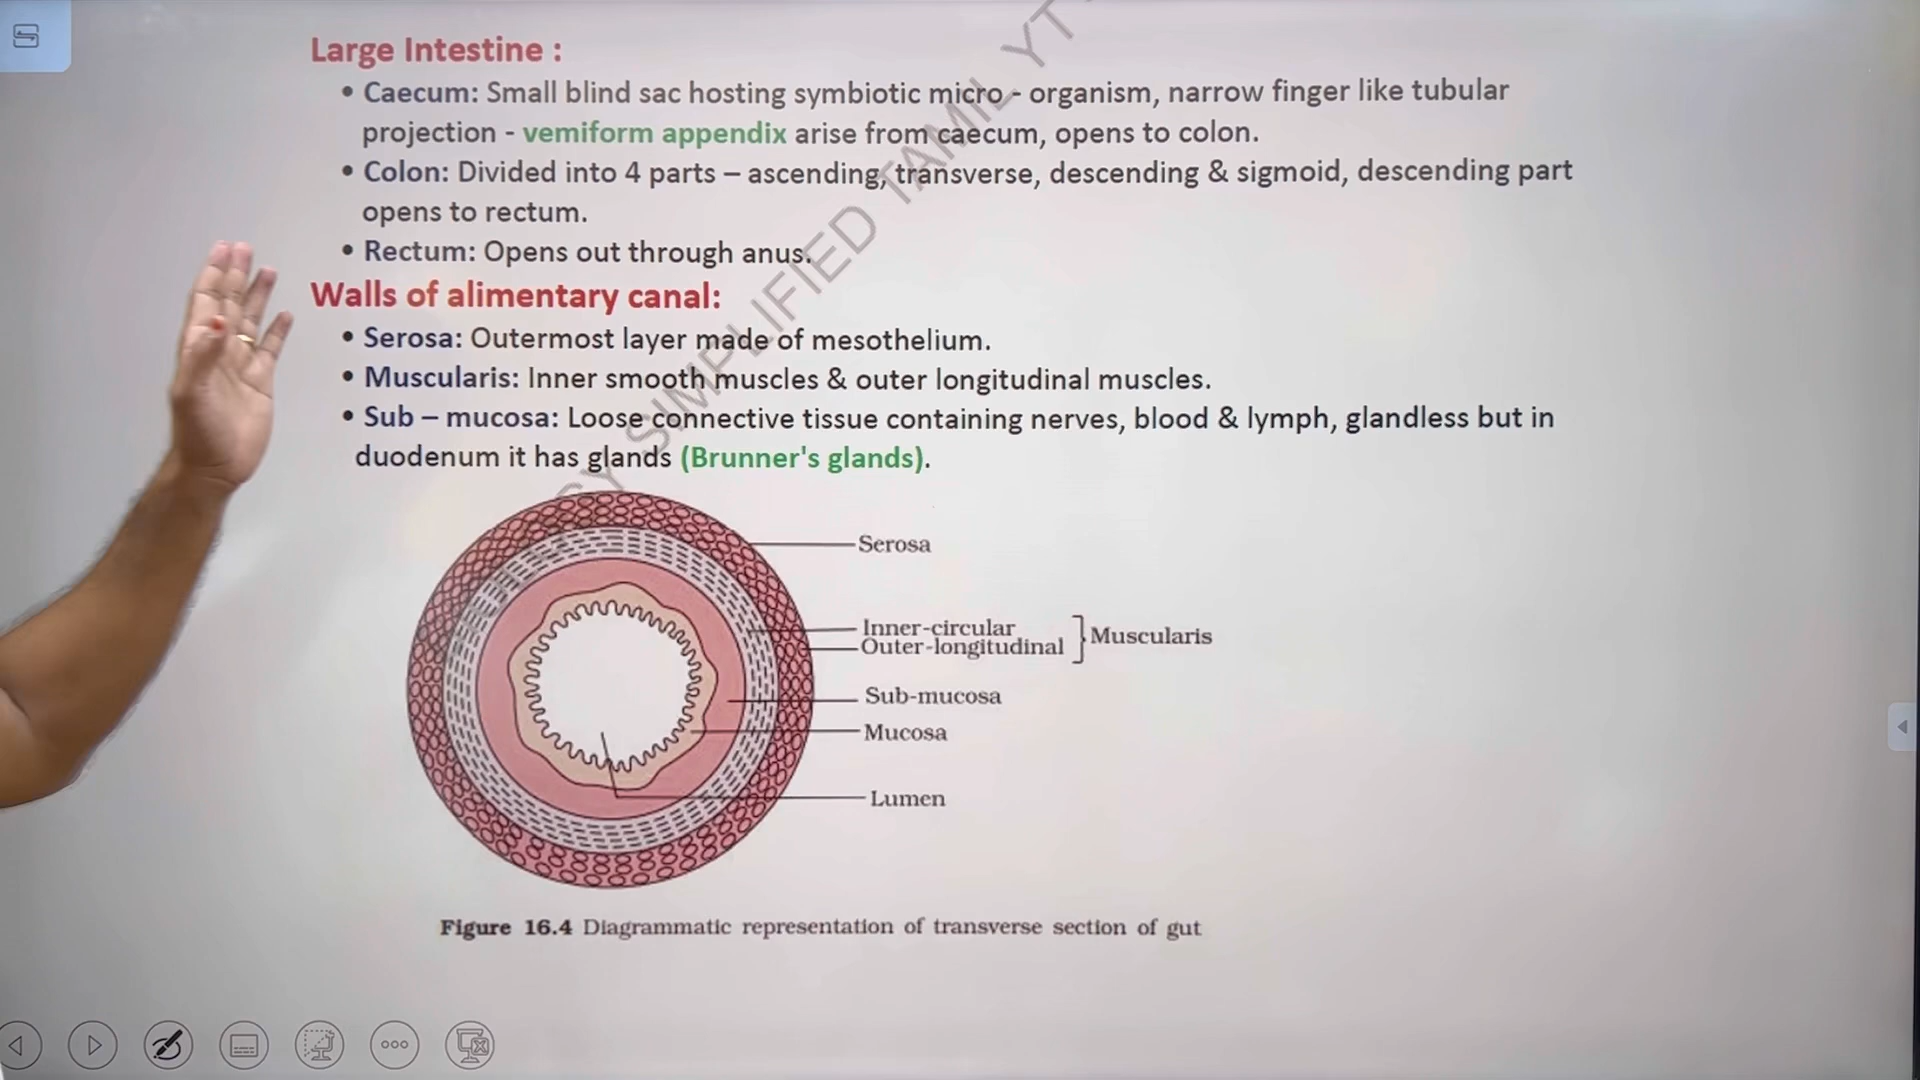 Large Intestine :
• Caecum: Small blind sac hosting symbiotic micro - organism, narrow finger like tubular
projection - vemiform appendix arise from caecum, opens to colon.
• Colon: Divided into 4 parts – ascending, transverse, descending & sigmoid, descending part
opens to rectum.
• Rectum: Opens out through anus.
Walls of alimentary canal:
• Serosa: Outermost layer made of mesothelium.
• Muscularis: Inner smooth muscles & outer longitudinal muscles.
• Sub – mucosa: Loose connective tissue containing nerves, blood & lymph, glandless but in
duodenum it has glands (Brunner's glands).
Serosa
Inner-circular
Outer-longitudinal
Muscularis
Sub-mucosa
Mucosa
Lumen
Figure 16.4 Diagrammatic representation of transverse section of gut
SIMPLIFIED TAMIL YT